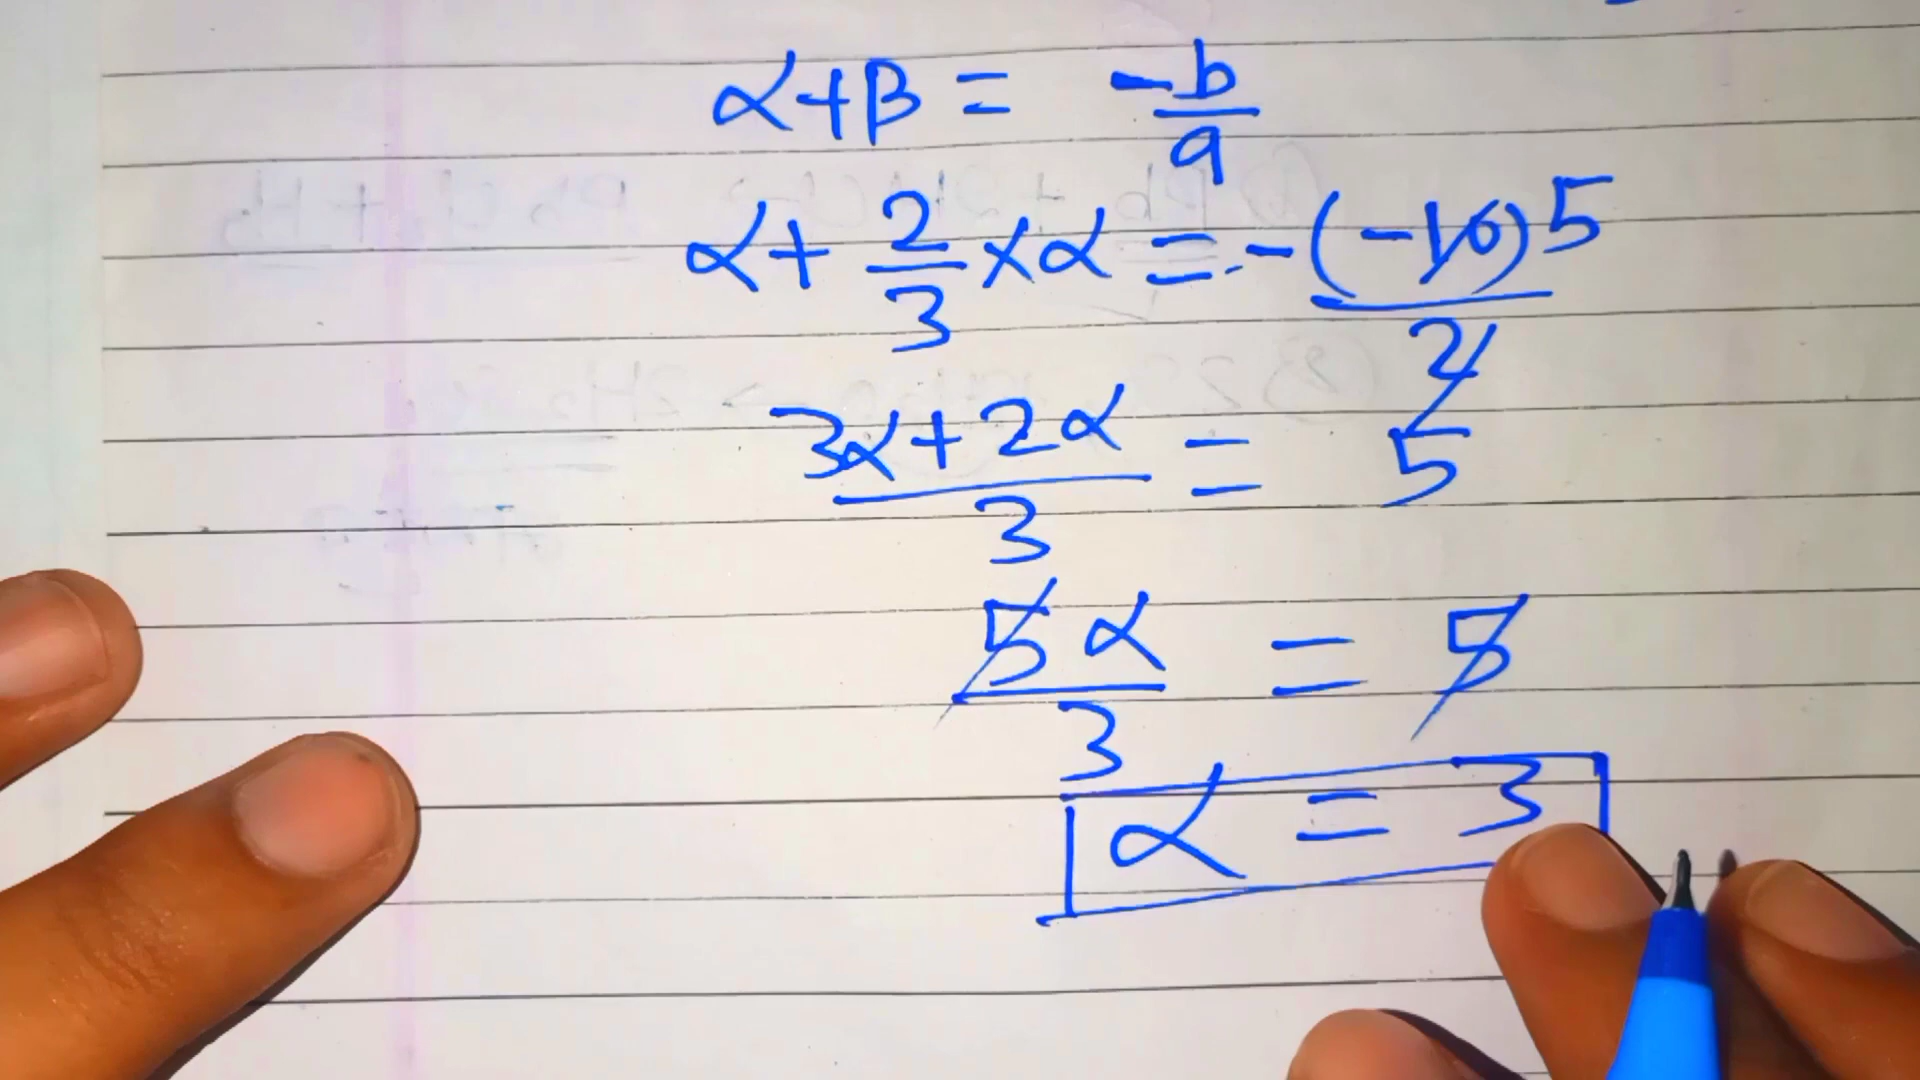 α+β = -b/a
α + 2/3 × α = -(-10)5/2
3α+2α/3 = 5
5α/3 = 5
α = 3